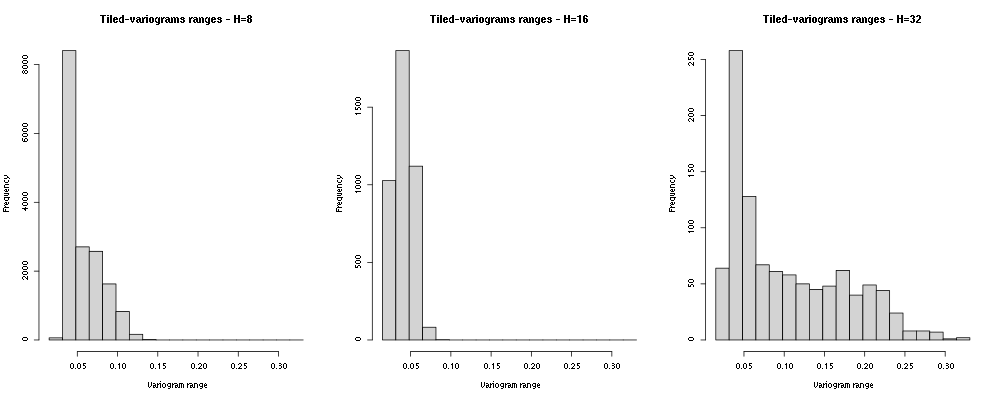 Tiled-variograms ranges - H=8
Frequency
0
2000
4000
6000
8000
0.05 0.10 0.15 0.20 0.25 0.30
Variogram range
Tiled-variograms ranges - H=16
Frequency
0
500
1000
1500
0.05 0.10 0.15 0.20 0.25 0.30
Variogram range
Tiled-variograms ranges - H=32
Frequency
0
50
100
150
200
250
0.05 0.10 0.15 0.20 0.25 0.30
Variogram range